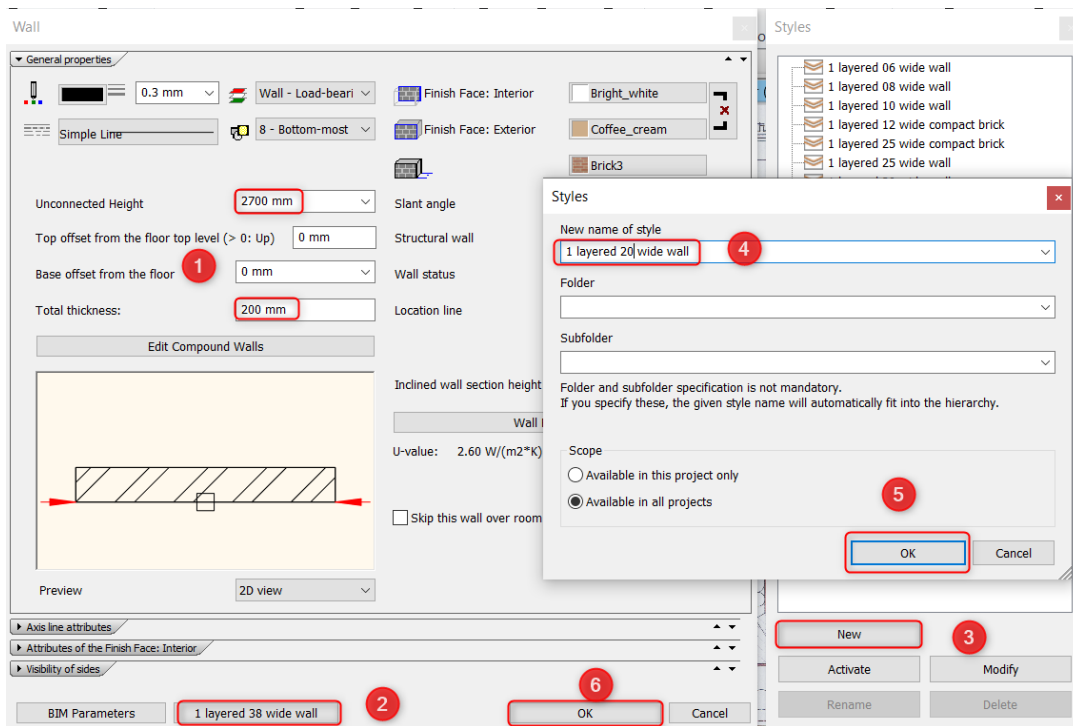 Wall
General properties
0.3 mm
Wall - Load-beari
Finish Face: Interior
Bright_white
Simple Line
8 - Bottom-most
Finish Face: Exterior
Coffee_cream
Brick3
Unconnected Height
2700 mm
Slant angle
Top offset from the floor top level (> 0: Up)
0 mm
Structural wall
1
Base offset from the floor
0 mm
Wall status
Total thickness:
200 mm
Location line
Edit Compound Walls
Inclined wall section height
Wall
U-value: 2.60 W/(m2*K)
Skip this wall over room
Preview
2D view
Axis line attributes
Attributes of the Finish Face: Interior
Visibility of sides
BIM Parameters
1 layered 38 wide wall
2
6
OK
Cancel
Styles
1 layered 06 wide wall
1 layered 08 wide wall
1 layered 10 wide wall
1 layered 12 wide compact brick
1 layered 25 wide compact brick
1 layered 25 wide wall
Styles
New name of style
1 layered 20 wide wall
4
Folder
Subfolder
Folder and subfolder specification is not mandatory.
If you specify these, the given style name will automatically fit into the hierarchy.
Scope
Available in this project only
Available in all projects
5
OK
Cancel
New
3
Activate
Modify
Rename
Delete